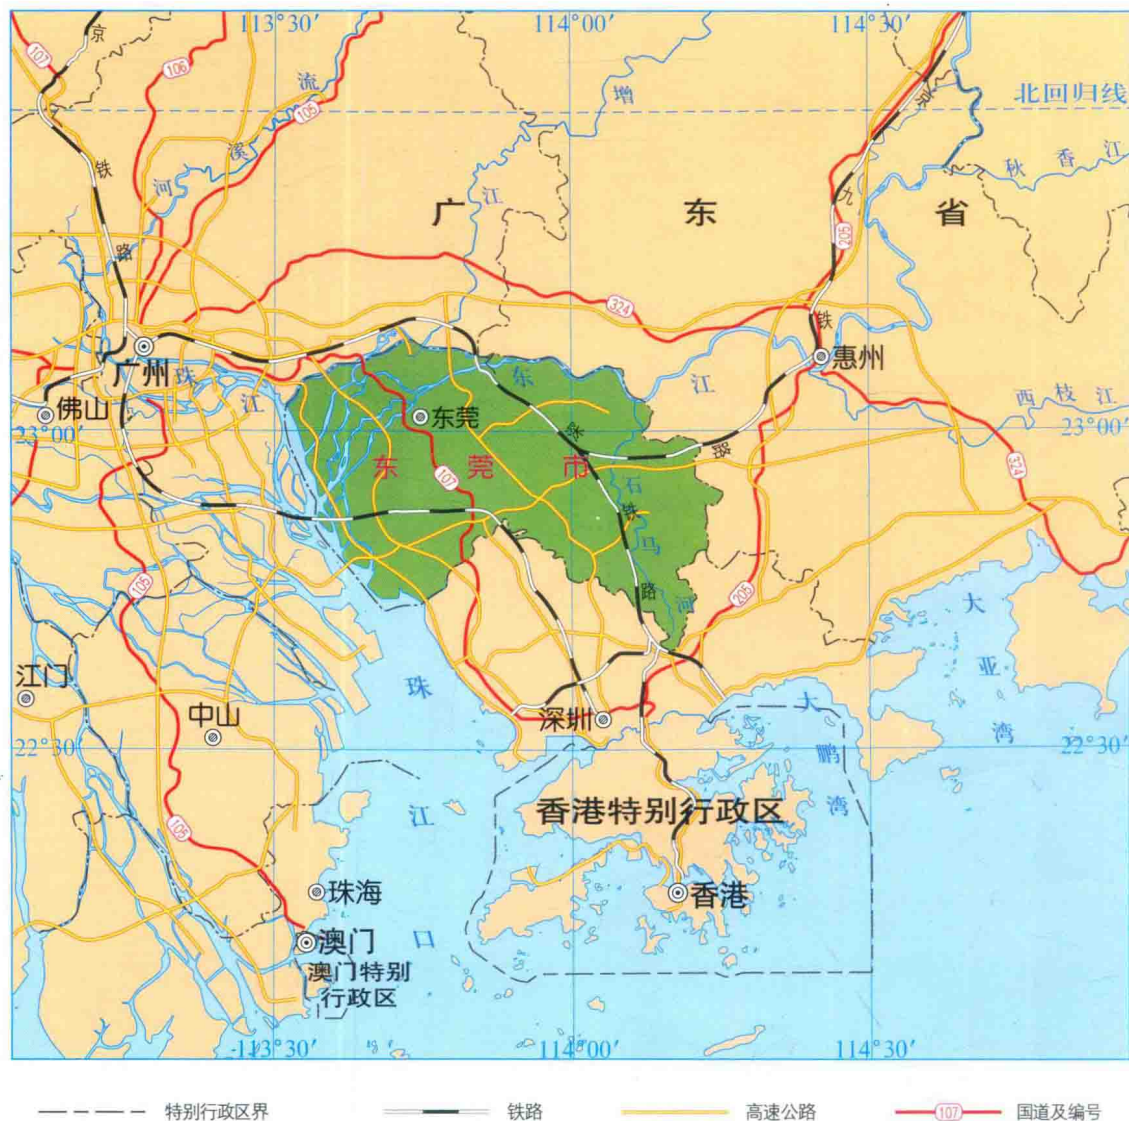 113°30′ 114°00′ 114°30′
107
京
106
105
流
溪
河
增
江
北回归线
秋香江
京
九
铁
路
广东省
205
324
铁
广州
珠江
佛山
东莞
东
江
惠州
西枝江
23°00′ 23°00′
东莞市
107
京
铁
路
路
石
马
河
324
105
205
大
亚
湾
江门
中山
珠
江
口
深圳
大
鹏
湾
22°30′ 22°30′
香港特别行政区
105
珠海
香港
澳门
澳门特别
行政区
113°30′ 114°00′ 114°30′
特别行政区界 铁路 高速公路 107 国道及编号